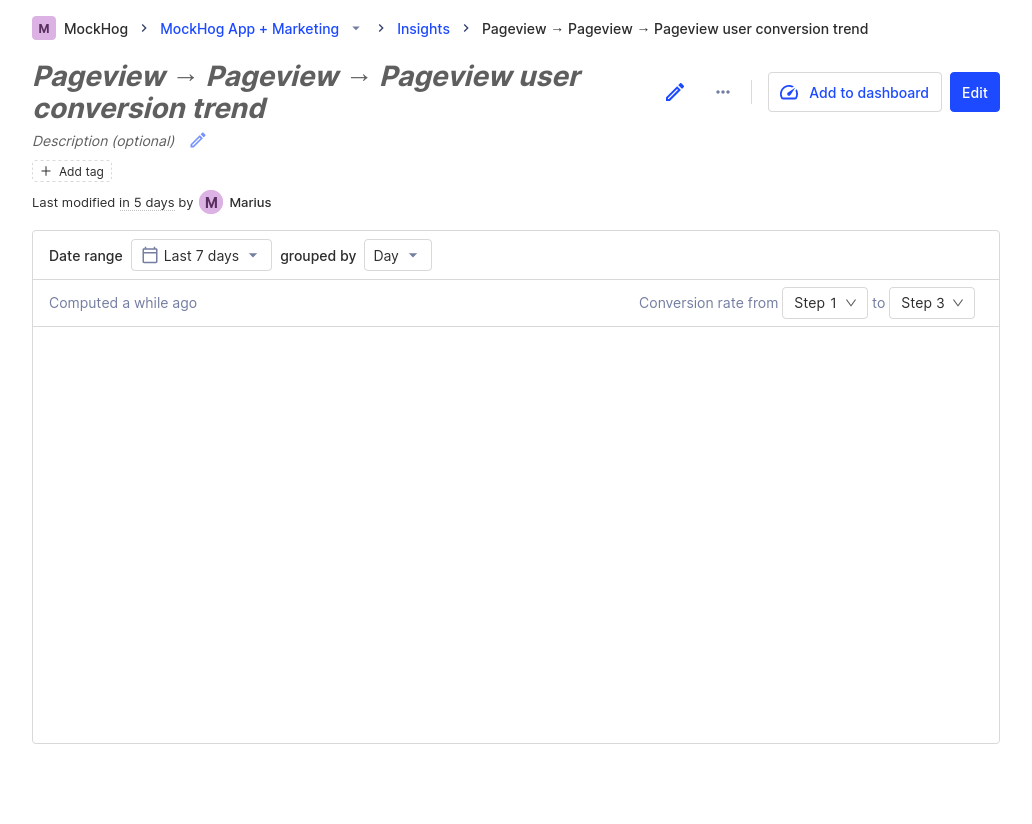 M MockHog > MockHog App + Marketing > Insights > Pageview → Pageview → Pageview user conversion trend
Pageview → Pageview → Pageview user
conversion trend
Add to dashboard
Edit
Description (optional)
+ Add tag
Last modified in 5 days by M Marius
Date range Last 7 days grouped by Day
Computed a while ago
Conversion rate from Step 1 to Step 3